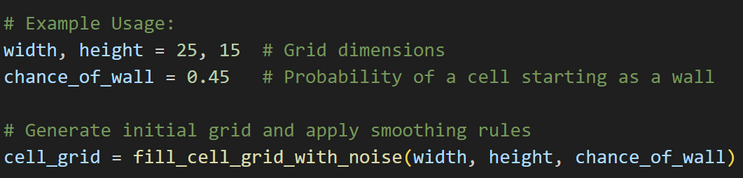 # Example Usage:
width, height = 25, 15  # Grid dimensions
chance_of_wall = 0.45   # Probability of a cell starting as a wall
# Generate initial grid and apply smoothing rules
cell_grid = fill_cell_grid_with_noise(width, height, chance_of_wall)